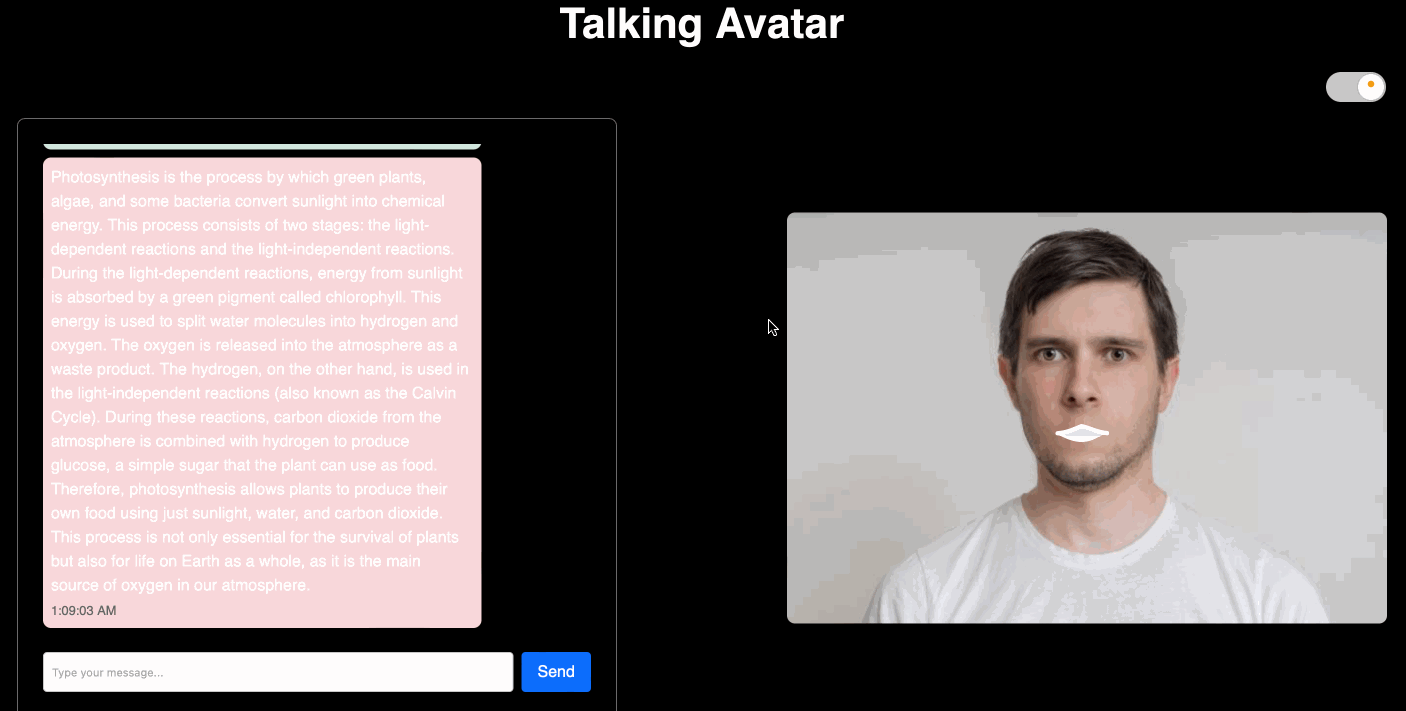 Talking Avatar
Photosynthesis is the process by which green plants,
algae, and some bacteria convert sunlight into chemical
energy. This process consists of two stages: the light-
dependent reactions and the light-independent reactions.
During the light-dependent reactions, energy from sunlight
is absorbed by a green pigment called chlorophyll. This
energy is used to split water molecules into hydrogen and
oxygen. The oxygen is released into the atmosphere as a
waste product. The hydrogen, on the other hand, is used in
the light-independent reactions (also known as the Calvin
Cycle). During these reactions, carbon dioxide from the
atmosphere is combined with hydrogen to produce
glucose, a simple sugar that the plant can use as food.
Therefore, photosynthesis allows plants to produce their
own food using just sunlight, water, and carbon dioxide.
This process is not only essential for the survival of plants
but also for life on Earth as a whole, as it is the main
source of oxygen in our atmosphere.
1:09:03 AM
Type your message...
Send